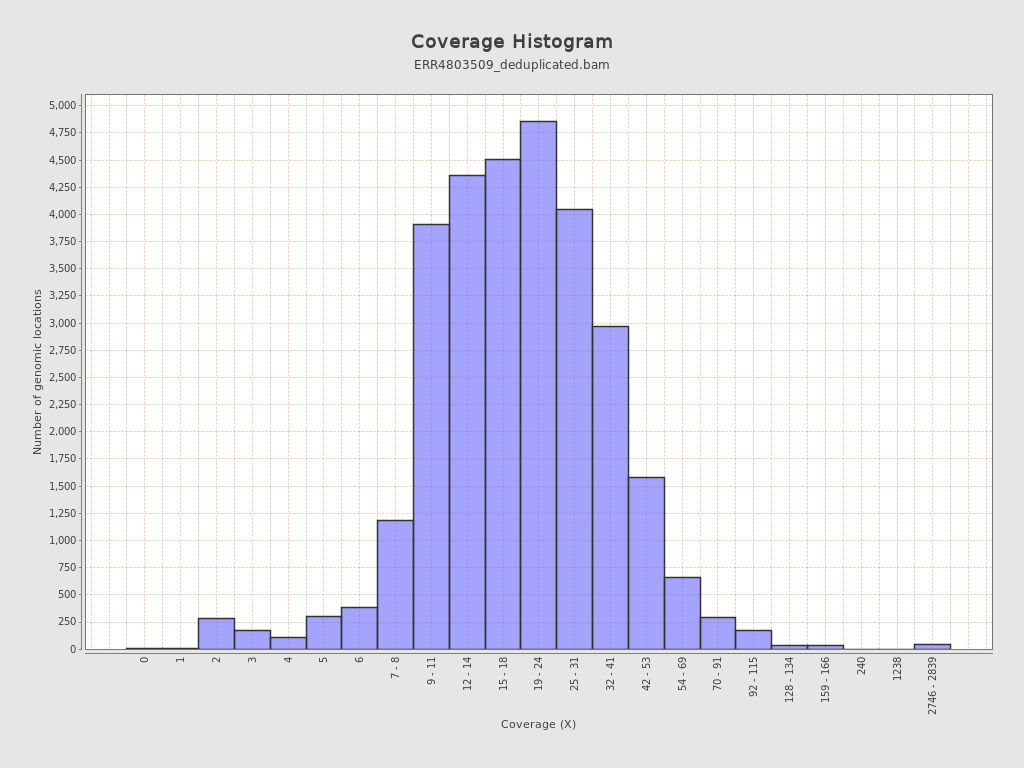 Coverage Histogram
ERR4803509_deduplicated.bam
Number of genomic locations
5,000
4,750
4,500
4,250
4,000
3,750
3,500
3,250
3,000
2,750
2,500
2,250
2,000
1,750
1,500
1,250
1,000
750
500
250
0
0
1
2
3
4
5
6
7 - 8
9 - 11
12 - 14
15 - 18
19 - 24
25 - 31
32 - 41
42 - 53
54 - 69
70 - 91
92 - 115
128 - 134
159 - 166
240
1238
2746 - 2839
Coverage (X)